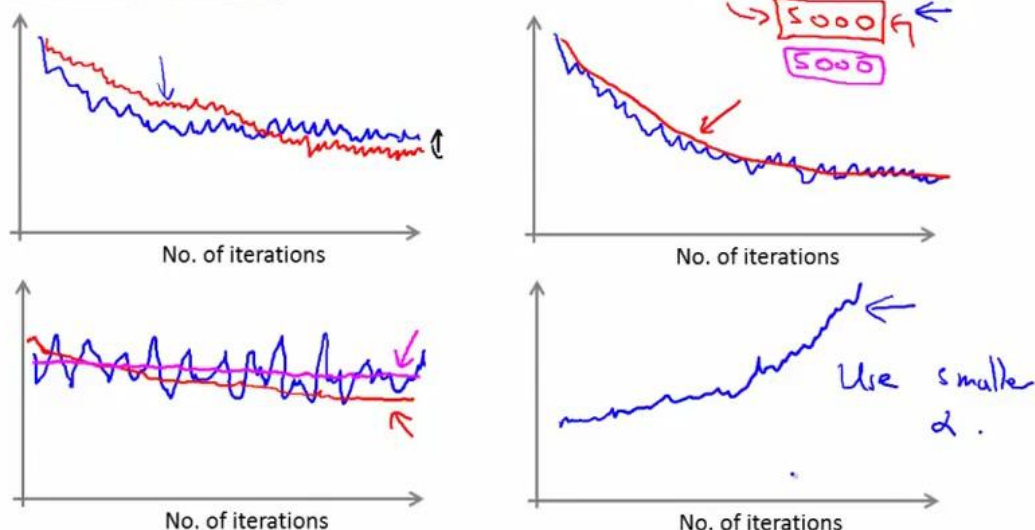 5000
5000
No. of iterations
No. of iterations
Use smaller
α.
No. of iterations
No. of iterations